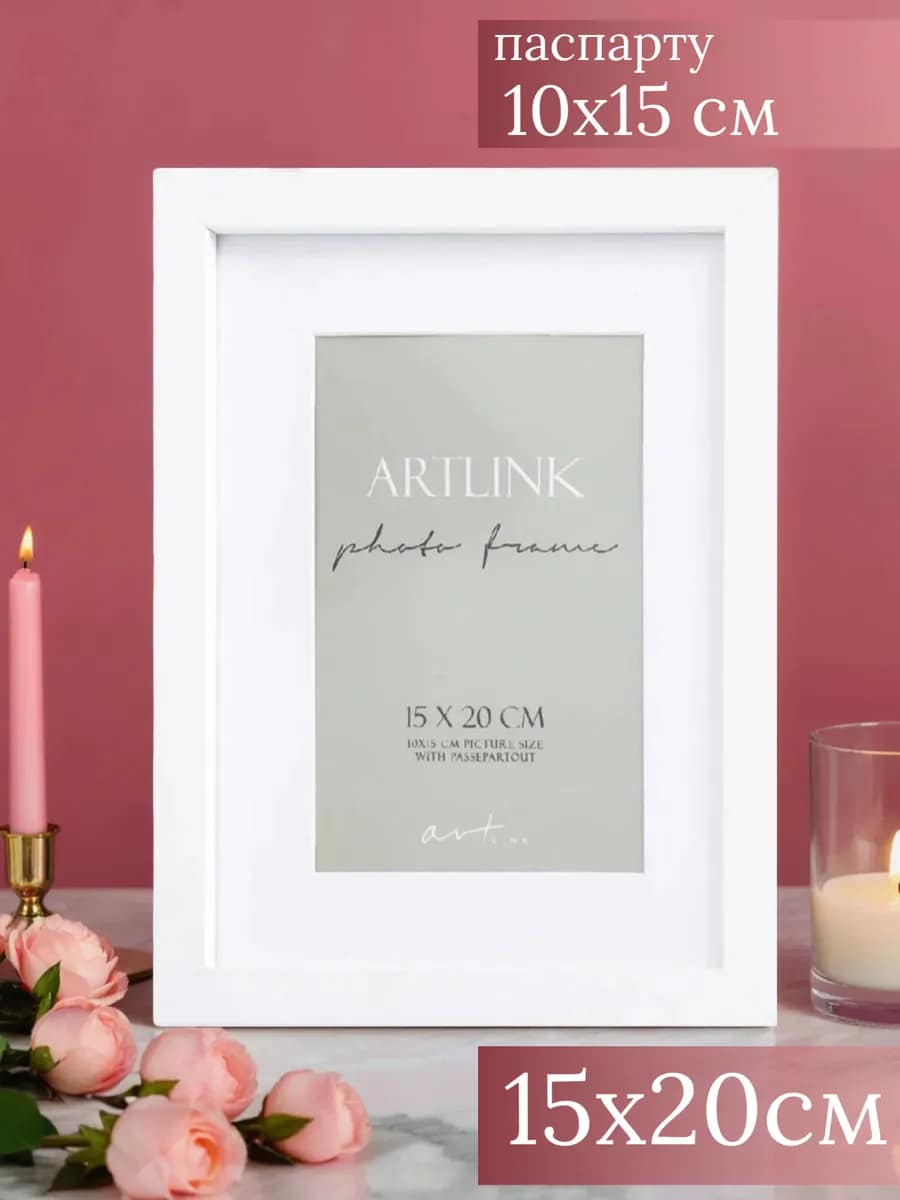 паспарту
10x15 см
ARTLINK
photo frame
15 X 20 CM
10X15 CM PICTURE SIZE
WITH PASSEPARTOUT
art
15x20см